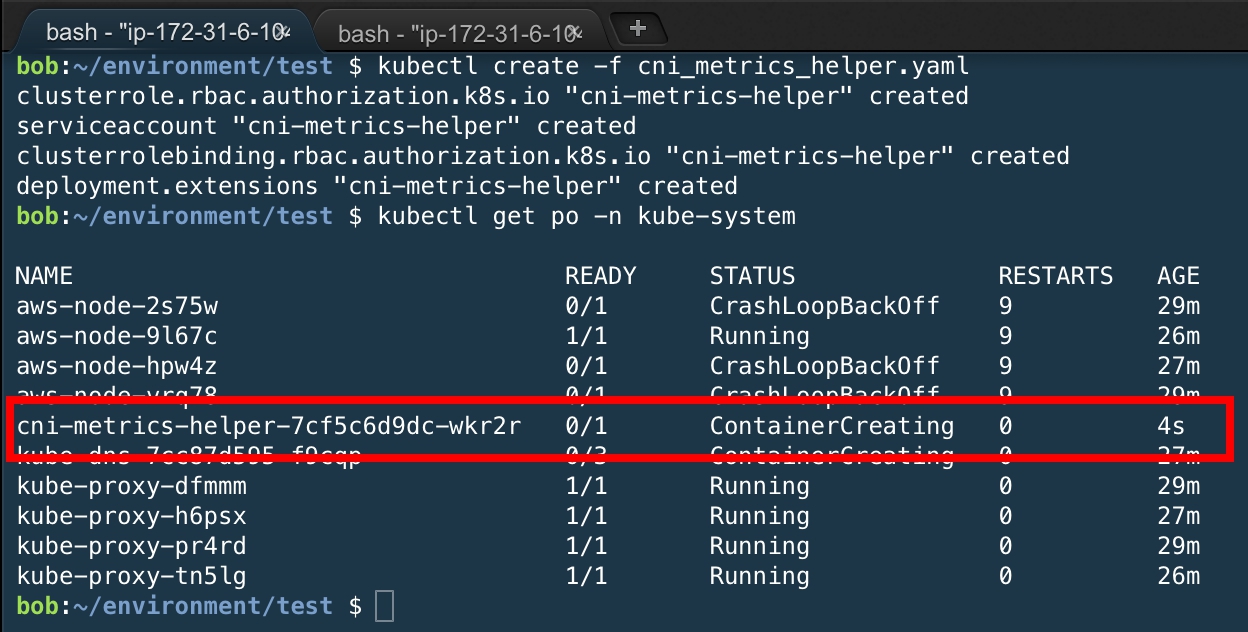 bash - "ip-172-31-6-10
bash - "ip-172-31-6-10
+
bob:~/environment/test $ kubectl create -f cni_metrics_helper.yaml
clusterrole.rbac.authorization.k8s.io "cni-metrics-helper" created
serviceaccount "cni-metrics-helper" created
clusterrolebinding.rbac.authorization.k8s.io "cni-metrics-helper" created
deployment.extensions "cni-metrics-helper" created
bob:~/environment/test $ kubectl get po -n kube-system
NAME READY STATUS RESTARTS AGE
aws-node-2s75w 0/1 CrashLoopBackOff 9 29m
aws-node-9l67c 1/1 Running 9 26m
aws-node-hpw4z 0/1 CrashLoopBackOff 9 27m
aws-node-vrq78 0/1 CrashLoopBackOff 9 29m
cni-metrics-helper-7cf5c6d9dc-wkr2r 0/1 ContainerCreating 0 4s
kube-dns-7cc87d595-f9cqp 0/3 ContainerCreating 0 27m
kube-proxy-dfmmm 1/1 Running 0 29m
kube-proxy-h6psx 1/1 Running 0 27m
kube-proxy-pr4rd 1/1 Running 0 29m
kube-proxy-tn5lg 1/1 Running 0 26m
bob:~/environment/test $